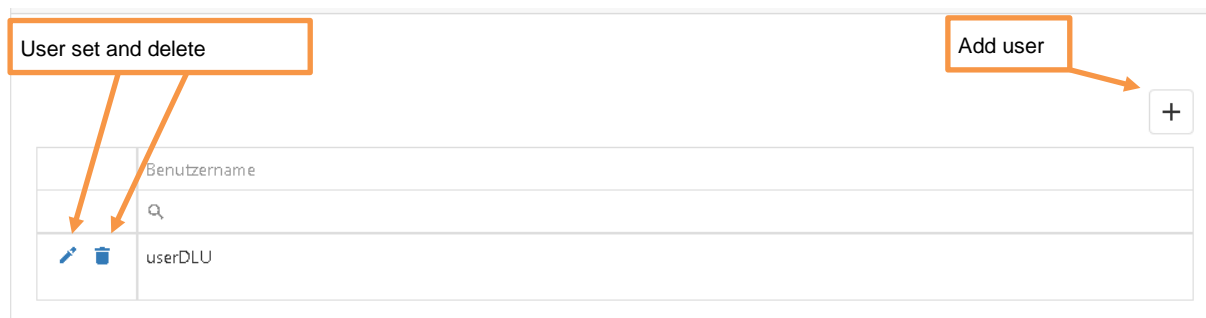 User set and delete
Add user
+
Benutzername
userDLU